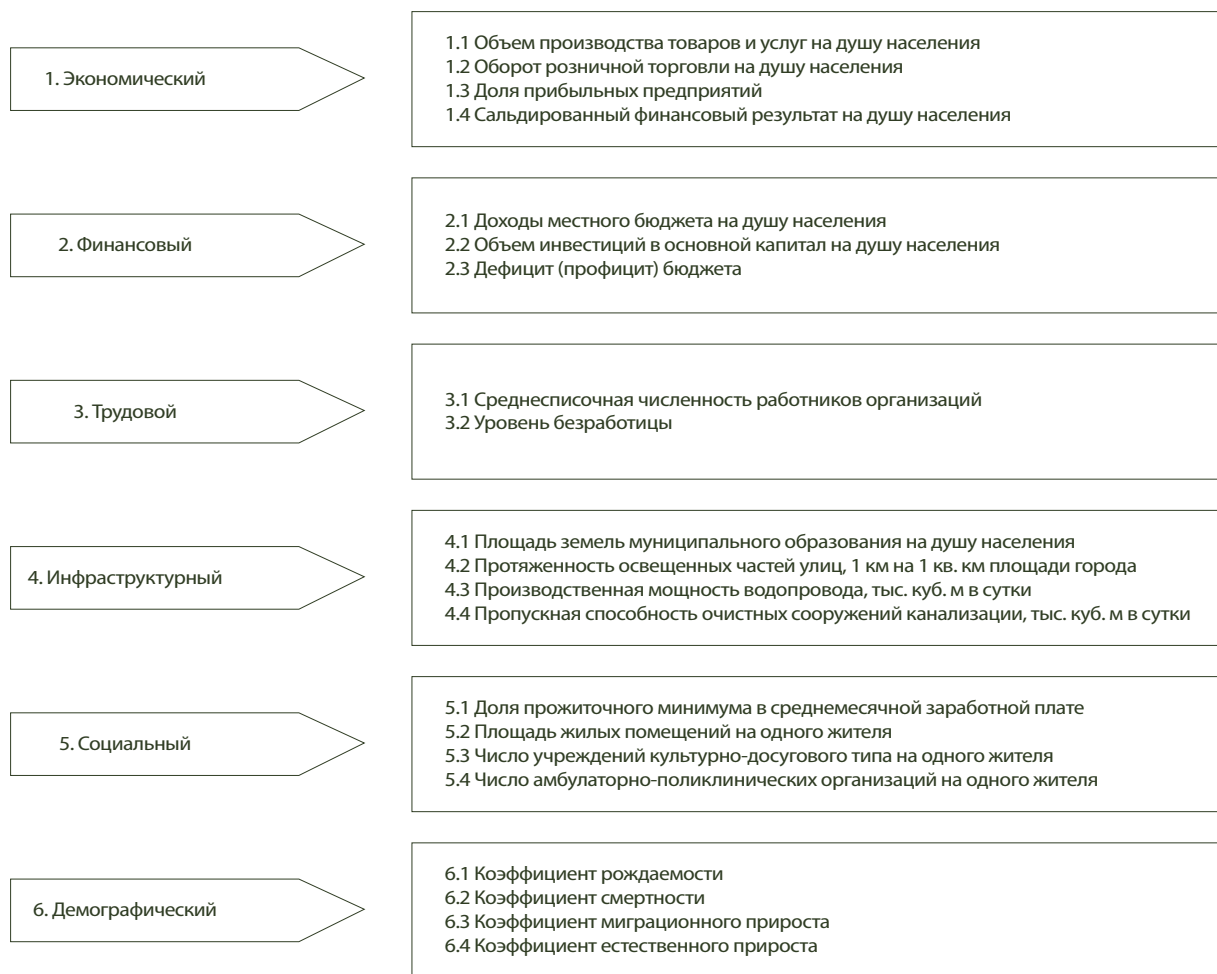 1. Экономический
1.1 Объем производства товаров и услуг на душу населения
1.2 Оборот розничной торговли на душу населения
1.3 Доля прибыльных предприятий
1.4 Сальдированный финансовый результат на душу населения
2. Финансовый
2.1 Доходы местного бюджета на душу населения
2.2 Объем инвестиций в основной капитал на душу населения
2.3 Дефицит (профицит) бюджета
3. Трудовой
3.1 Среднесписочная численность работников организаций
3.2 Уровень безработицы
4. Инфраструктурный
4.1 Площадь земель муниципального образования на душу населения
4.2 Протяженность освещенных частей улиц, 1 км на 1 кв. км площади города
4.3 Производственная мощность водопровода, тыс. куб. м в сутки
4.4 Пропускная способность очистных сооружений канализации, тыс. куб. м в сутки
5. Социальный
5.1 Доля прожиточного минимума в среднемесячной заработной плате
5.2 Площадь жилых помещений на одного жителя
5.3 Число учреждений культурно-досугового типа на одного жителя
5.4 Число амбулаторно-поликлинических организаций на одного жителя
6. Демографический
6.1 Коэффициент рождаемости
6.2 Коэффициент смертности
6.3 Коэффициент миграционного прироста
6.4 Коэффициент естественного прироста